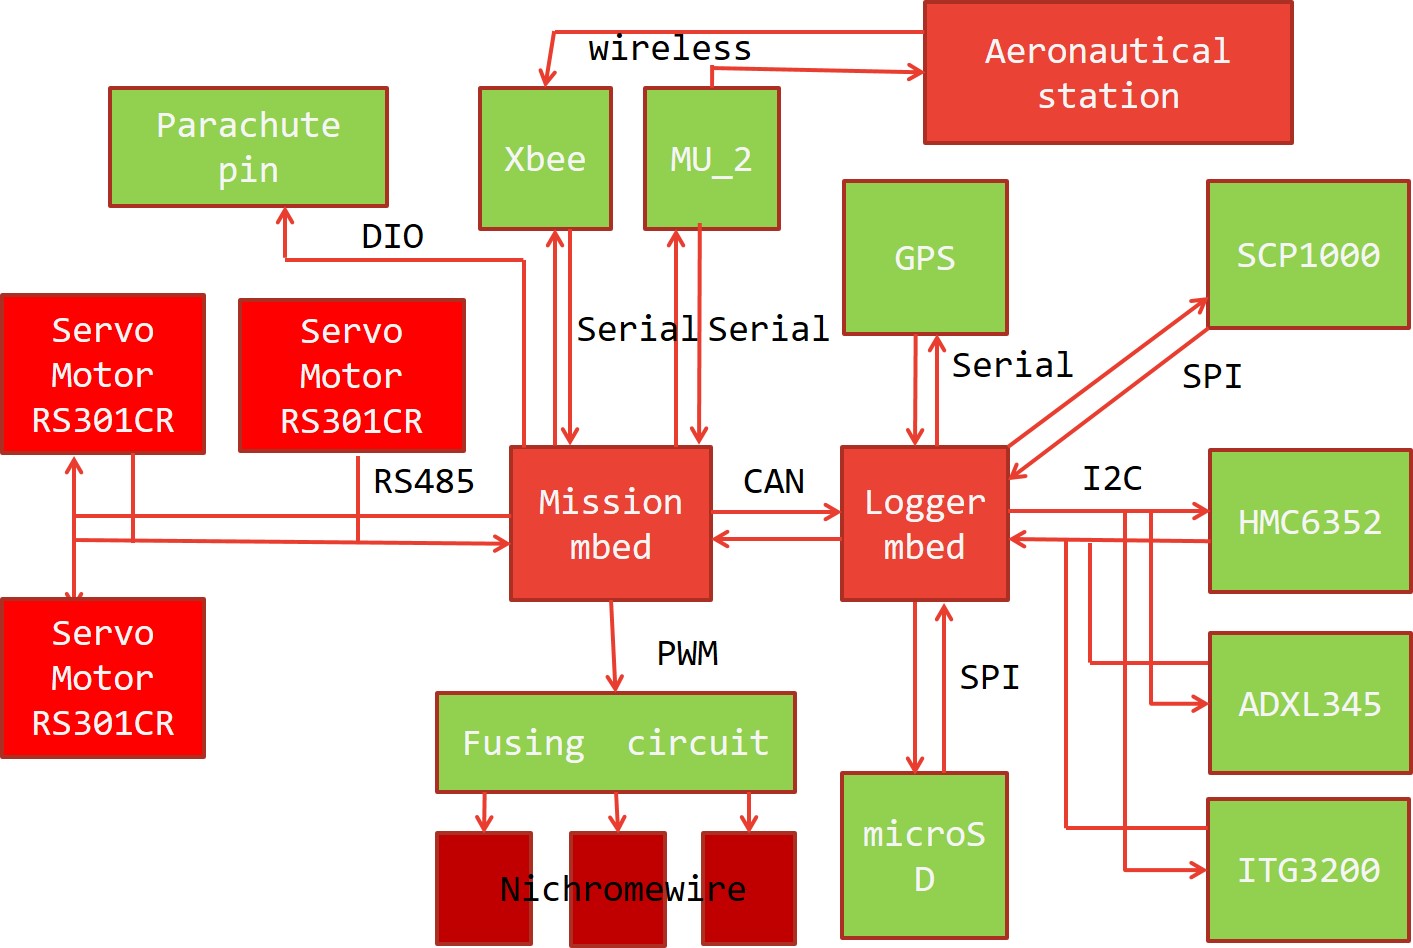 Aeronautical
station
wireless
Parachute
pin
Xbee
MU_2
DIO
GPS
SCP1000
Servo
Motor
RS301CR
Servo
Motor
RS301CR
Serial
Serial
Serial
SPI
RS485
Mission
mbed
CAN
Logger
mbed
I2C
HMC6352
Servo
Motor
RS301CR
PWM
SPI
ADXL345
Fusing circuit
microS
D
ITG3200
Nichromewire